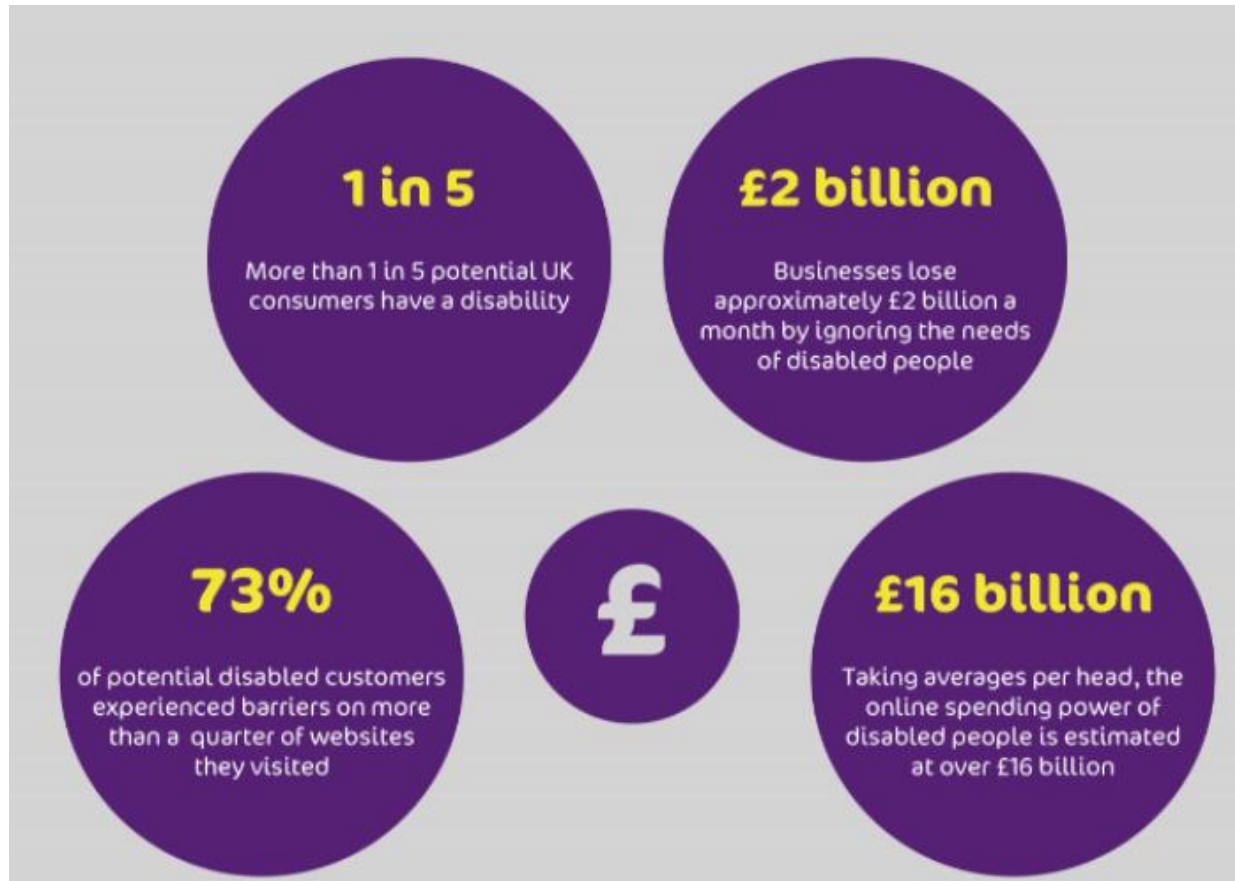 1 in 5
More than 1 in 5 potential UK
consumers have a disability
£2 billion
Businesses lose
approximately £2 billion a
month by ignoring the needs
of disabled people
73%
of potential disabled customers
experienced barriers on more
than a quarter of websites
they visited
£
£16 billion
Taking averages per head, the
online spending power of
disabled people is estimated
at over £16 billion